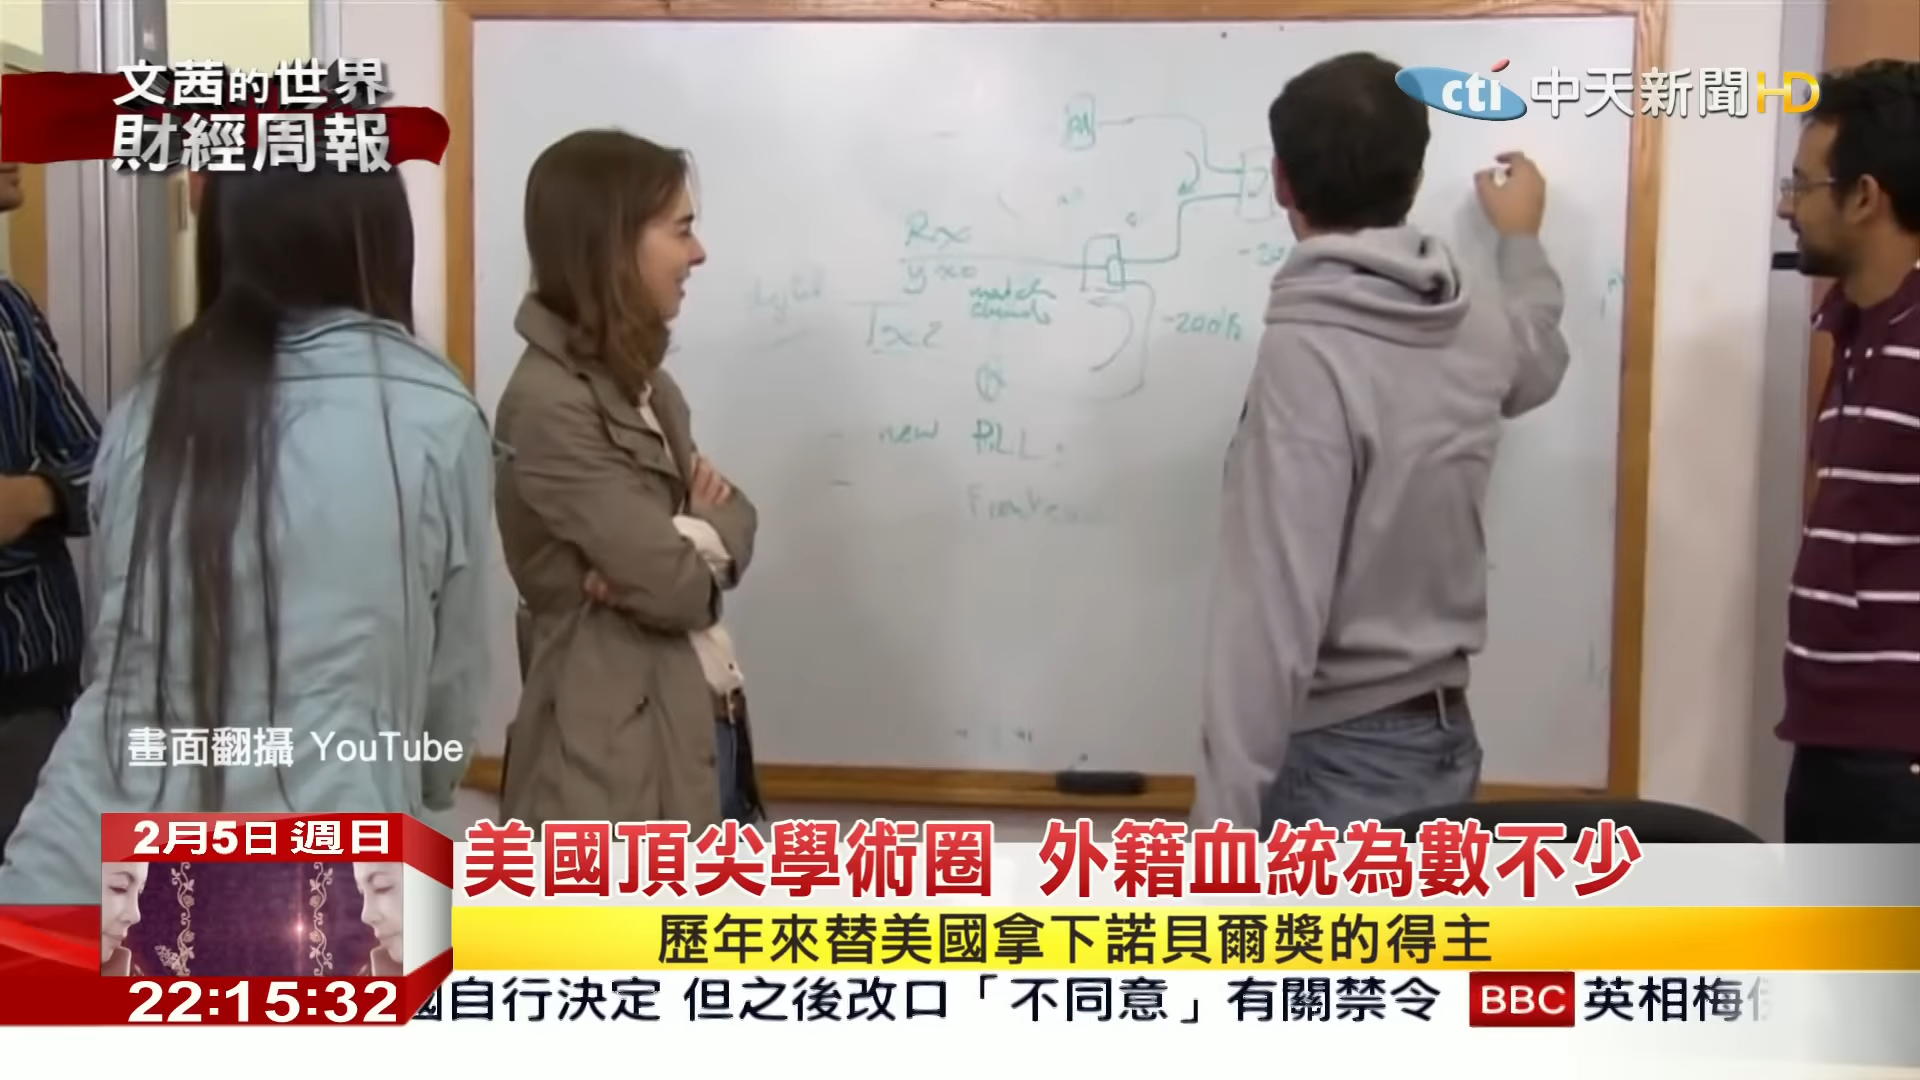 文茜的世界
財經周報
cti 中天新聞HD
Rx
yxo
match
Tx2
-200
new PLL:
畫面翻攝 YouTube
2月5日 週日
美國頂尖學術圈 外籍血統為數不少
歷年來替美國拿下諾貝爾獎的得主
22:15:32
國自行決定 但之後改口「不同意」有關禁令 BBC 英相梅